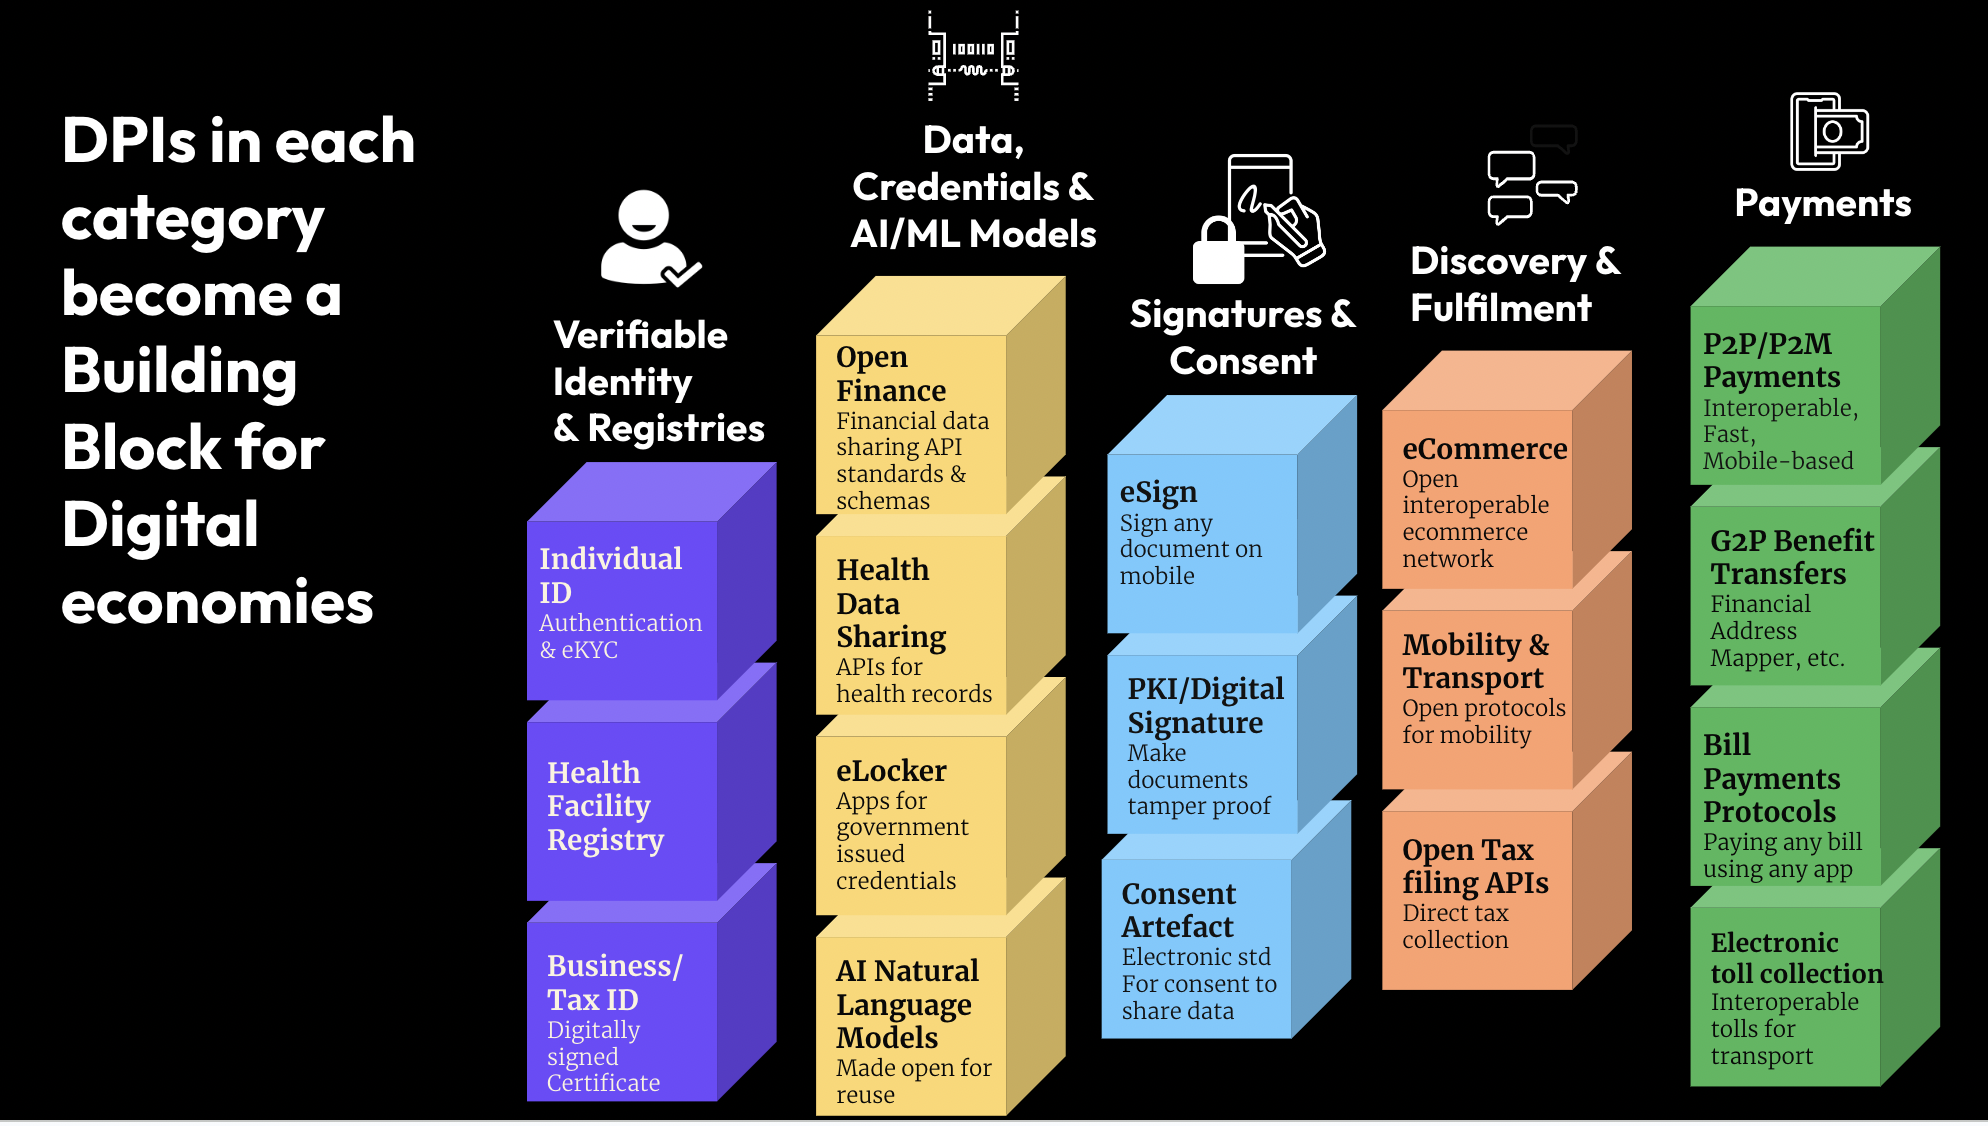 DPIs in each
category
become a
Building
Block for
Digital
economies
Verifiable
Identity
& Registries
Individual
ID
Authentication
& eKYC
Health
Facility
Registry
Business/
Tax ID
Digitally
signed
Certificate
100110
Data,
Credentials &
AI/ML Models
Open
Finance
Financial data
sharing API
standards &
schemas
Health
Data
Sharing
APIs for
health records
eLocker
Apps for
government
issued
credentials
AI Natural
Language
Models
Made open for
reuse
Signatures &
Consent
eSign
Sign any
document on
mobile
PKI/Digital
Signature
Make
documents
tamper proof
Consent
Artefact
Electronic std
For consent to
share data
Discovery &
Fulfilment
eCommerce
Open
interoperable
ecommerce
network
Mobility &
Transport
Open protocols
for mobility
Open Tax
filing APIs
Direct tax
collection
Payments
P2P/P2M
Payments
Interoperable,
Fast,
Mobile-based
G2P Benefit
Transfers
Financial
Address
Mapper, etc.
Bill
Payments
Protocols
Paying any bill
using any app
Electronic
toll collection
Interoperable
tolls for
transport